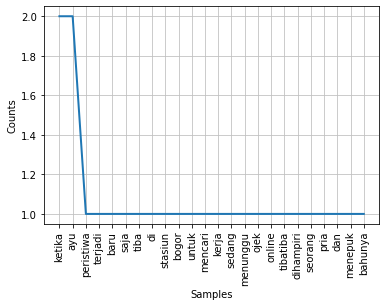 2.0
1.8
1.6
1.4
1.2
1.0
Counts
ketika
ayu
peristiwa
terjadi
baru
saja
tiba
di
stasiun
bogor
untuk
mencari
kerja
sedang
menunggu
ojek
online
tibatiba
dihampiri
seorang
pria
dan
menepuk
bahunya
Samples